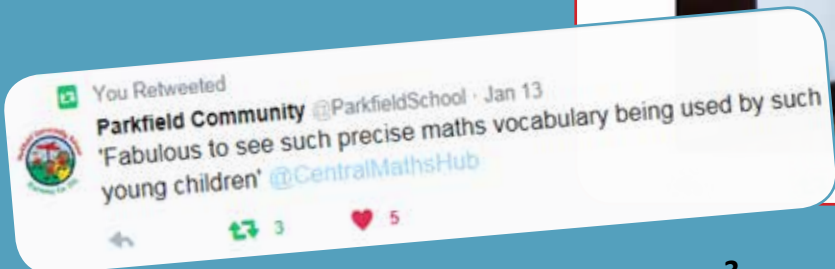 You Retweeted
Parkfield Community @ParkfieldSchool · Jan 13
'Fabulous to see such precise maths vocabulary being used by such
young children' @CentralMathsHub
3
5